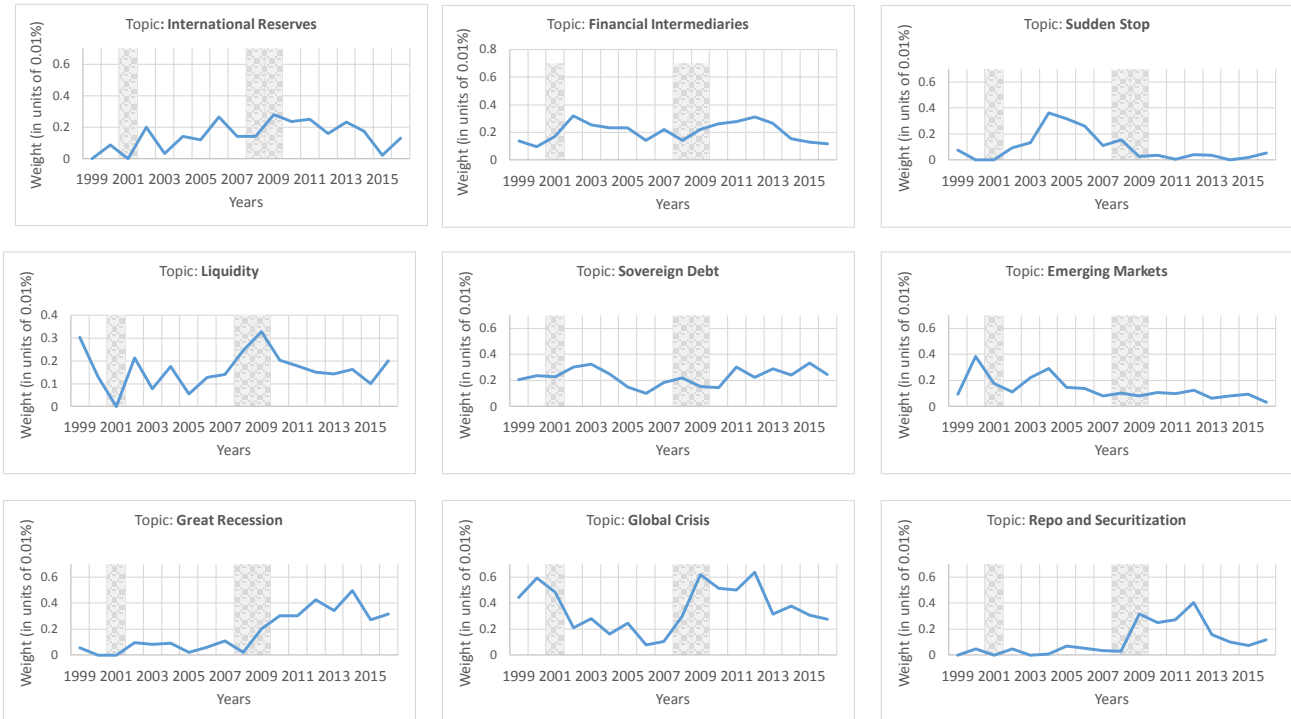 Topic: International Reserves
Weight (in units of 0.01%)
0.6
0.4
0.2
0
1999 2001 2003 2005 2007 2009 2011 2013 2015
Years
Topic: Financial Intermediaries
Weight (in units of 0.01%)
0.8
0.6
0.4
0.2
0
1999 2001 2003 2005 2007 2009 2011 2013 2015
Years
Topic: Sudden Stop
Weight (in units of 0.01%)
0.6
0.4
0.2
0
1999 2001 2003 2005 2007 2009 2011 2013 2015
Years
Topic: Liquidity
Weight (in units of 0.01%)
0.4
0.3
0.2
0.1
0
1999 2001 2003 2005 2007 2009 2011 2013 2015
Years
Topic: Sovereign Debt
Weight (in units of 0.01%)
0.6
0.4
0.2
0
1999 2001 2003 2005 2007 2009 2011 2013 2015
Years
Topic: Emerging Markets
Weight (in units of 0.01%)
0.6
0.4
0.2
0
1999 2001 2003 2005 2007 2009 2011 2013 2015
Years
Topic: Great Recession
Weight (in units of 0.01%)
0.6
0.4
0.2
0
1999 2001 2003 2005 2007 2009 2011 2013 2015
Years
Topic: Global Crisis
Weight (in units of 0.01%)
0.6
0.4
0.2
0
1999 2001 2003 2005 2007 2009 2011 2013 2015
Years
Topic: Repo and Securitization
Weight (in units of 0.01%)
0.6
0.4
0.2
0
1999 2001 2003 2005 2007 2009 2011 2013 2015
Years